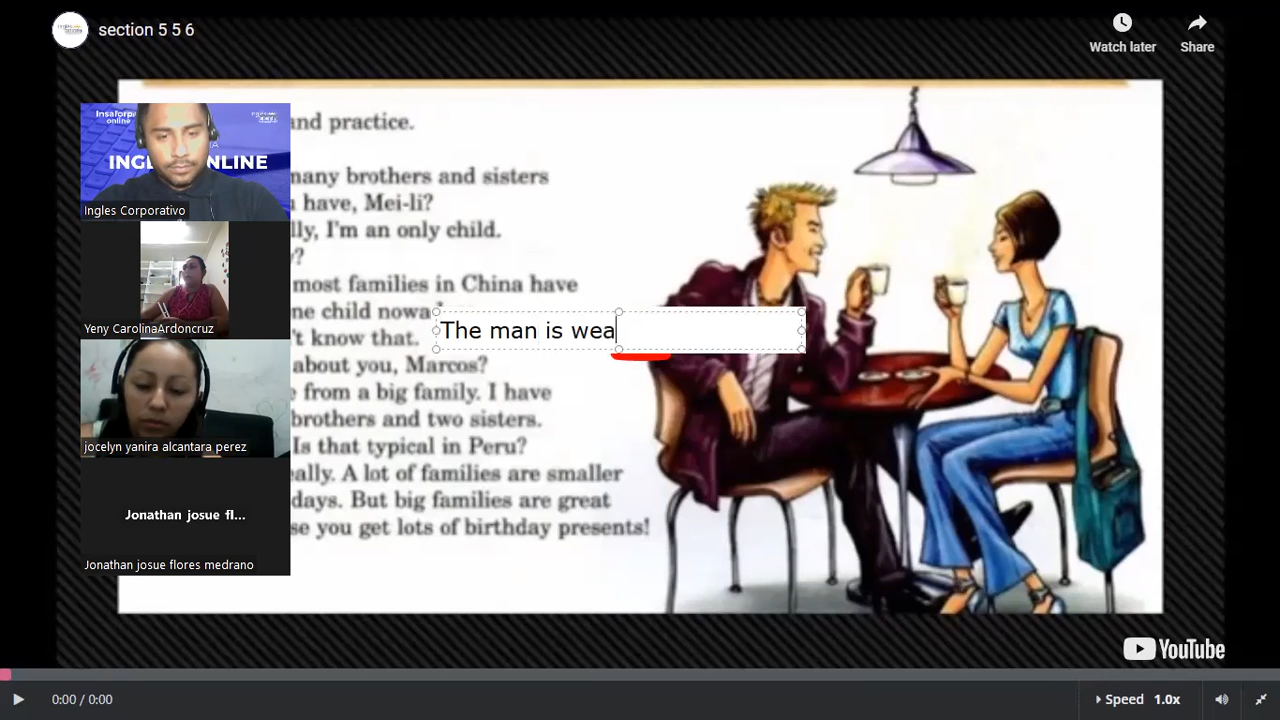 section 5 5 6
Watch later
Share
Insaforp
online
INGL
NLINE
Ingles Corporativo
Yeny CarolinaArdoncruz
jocelyn yanira alcantara perez
Jonathan josue fl...
Jonathan josue flores medrano
and practice.
many brothers and sisters
have, Mei-li?
lly, I'm an only child.
?
most families in China have
ne child nowa
't know that.
The man is wea
about you, Marcos?
from a big family. I have
brothers and two sisters.
Is that typical in Peru?
eally. A lot of families are smaller
days. But big families are great
se you get lots of birthday presents!
YouTube
0:00 / 0:00
Speed 1.0x